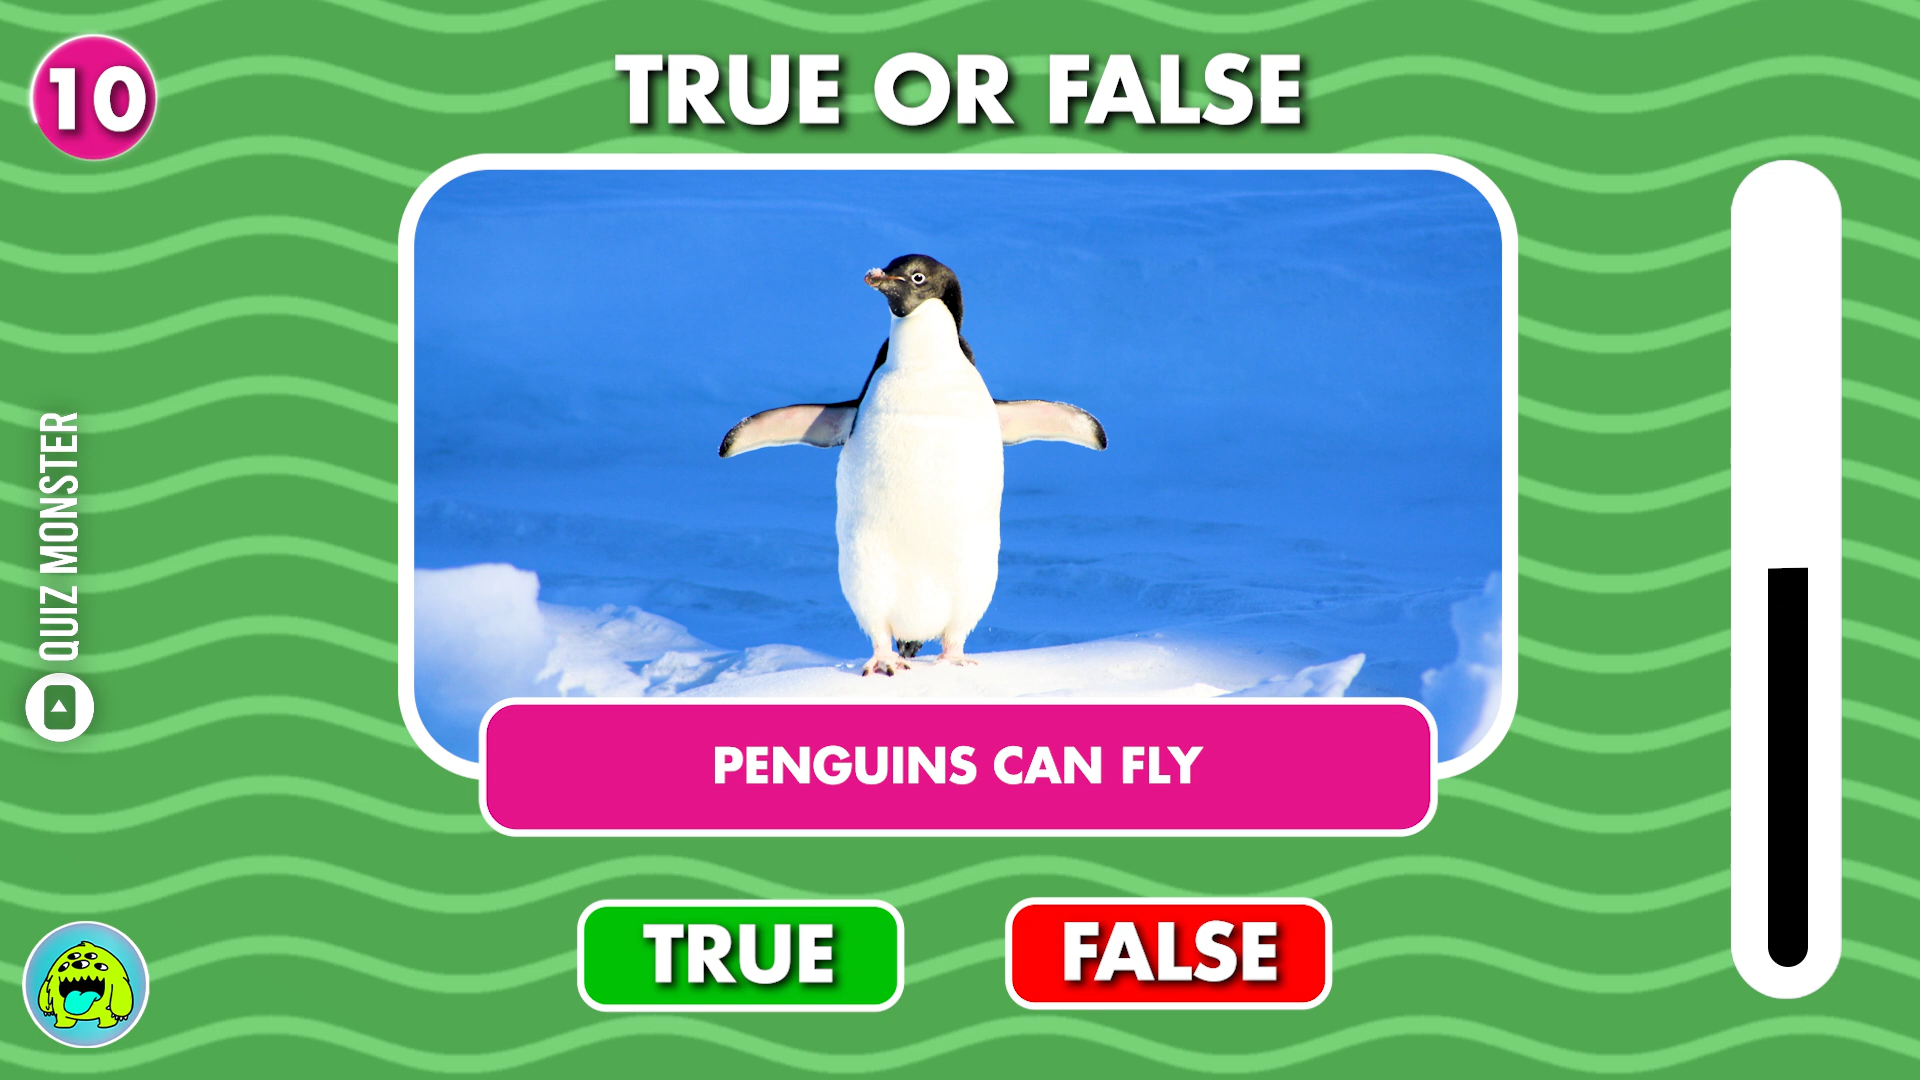 10
TRUE OR FALSE
QUIZ MONSTER
PENGUINS CAN FLY
TRUE
FALSE